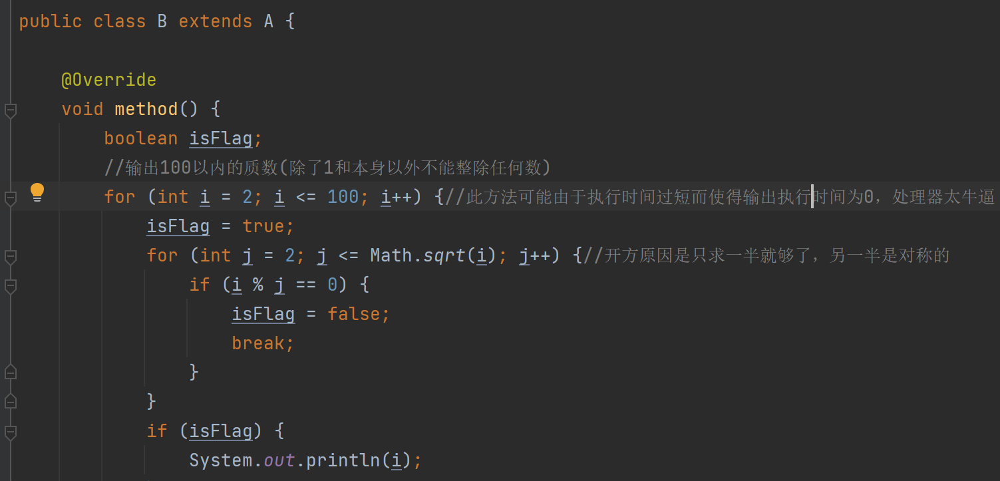 public class B extends A {
@Override
void method() {
boolean isFlag;
//输出100以内的质数(除了1和本身以外不能整除任何数)
for (int i = 2; i <= 100; i++) {//此方法可能由于执行时间过短而使得输出执行时间为0，处理器太牛逼
isFlag = true;
for (int j = 2; j <= Math.sqrt(i); j++) {//开方原因是只求一半就够了，另一半是对称的
if (i % j == 0) {
isFlag = false;
break;
}
}
if (isFlag) {
System.out.println(i);